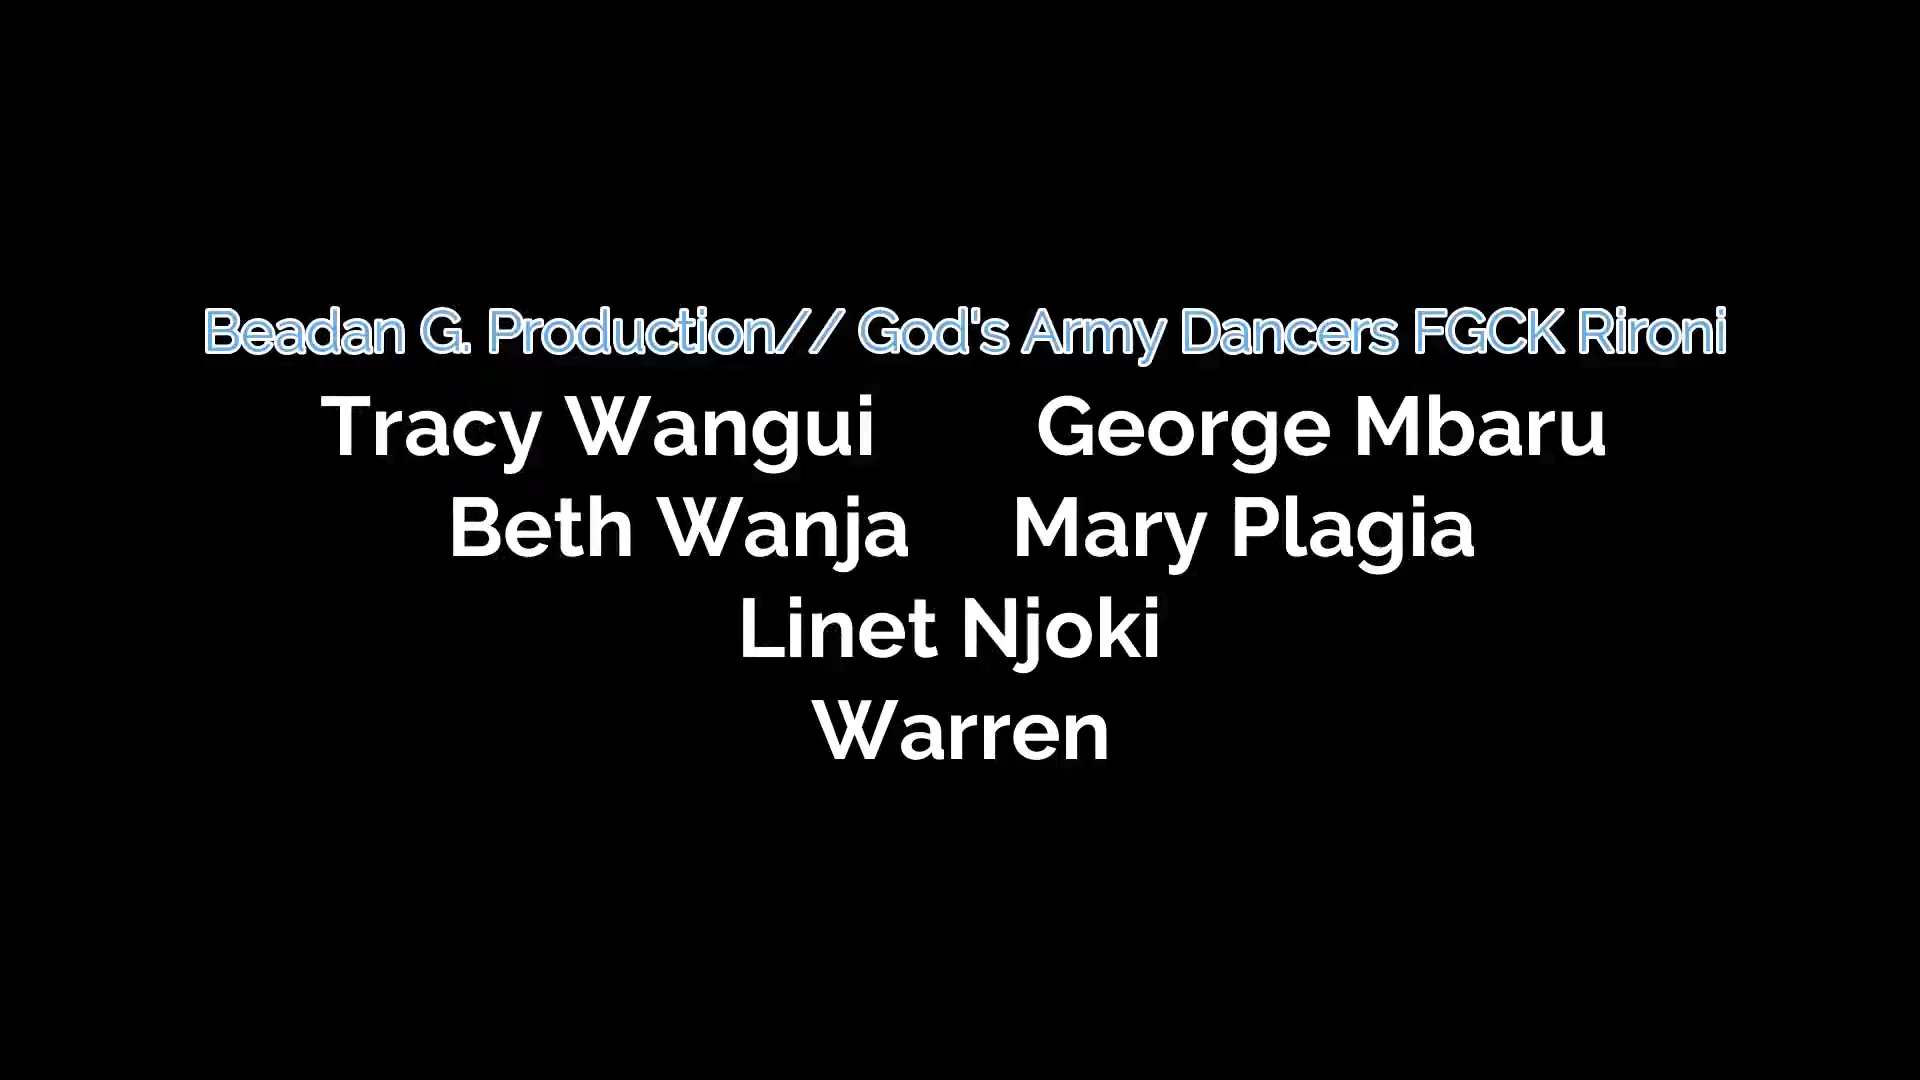 Beadan G. Production// God's Army Dancers FGCK Rironi
Tracy Wangui George Mbaru
Beth Wanja Mary Plagia
Linet Njoki
Warren